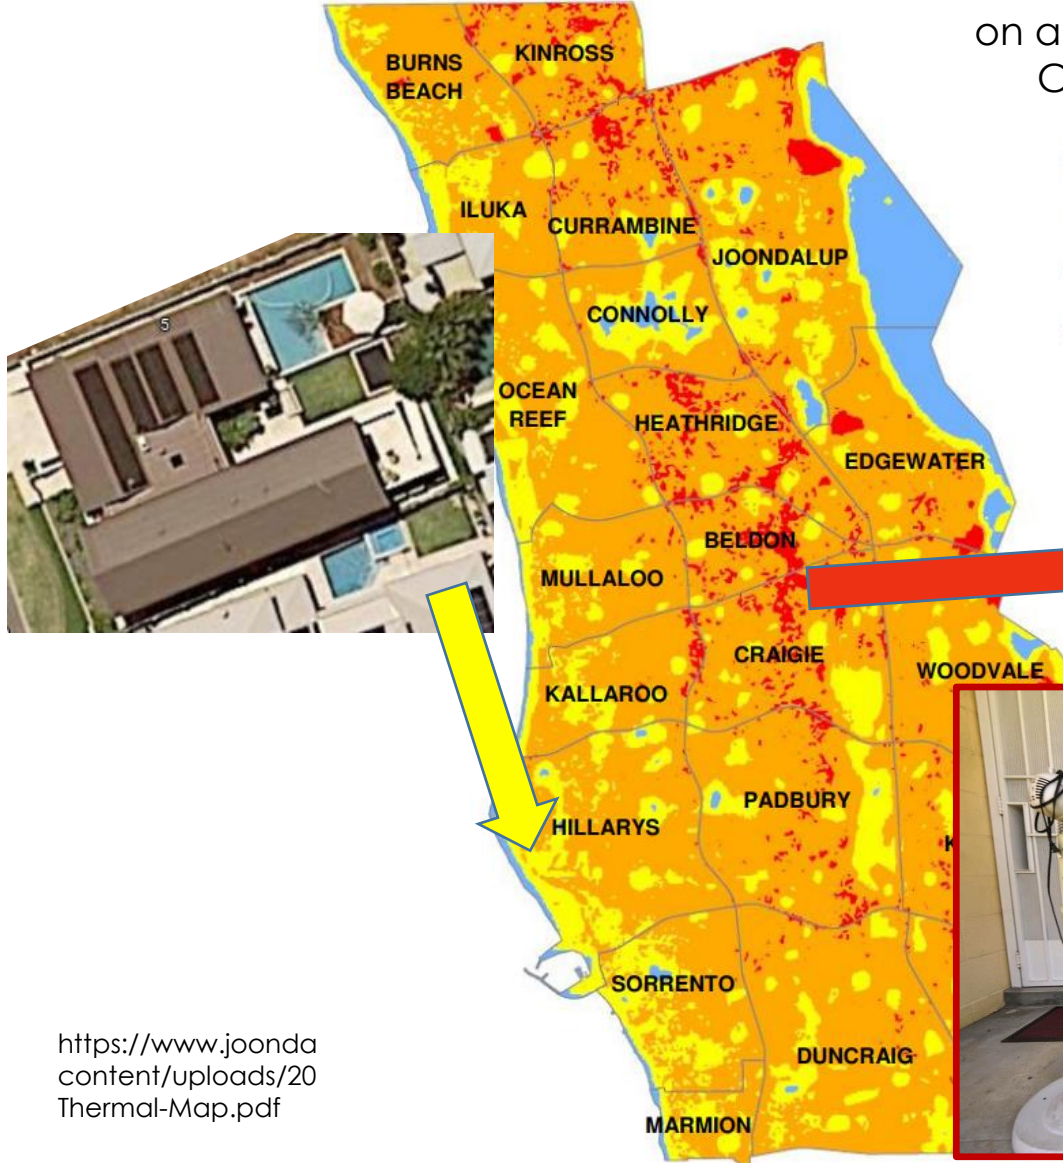 on a
BURNS
BEACH
KINROSS
ILUKA
CURRAMBINE
JOONDALUP
5
CONNOLLY
OCEAN
REEF
HEATHRIDGE
EDGEWATER
BELDON
MULLALOO
CRAIGIE
WOODVALE
KALLAROO
PADBURY
HILLARYS
SORRENTO
DUNCRAIG
MARMION
https://www.joonda
content/uploads/20
Thermal-Map.pdf